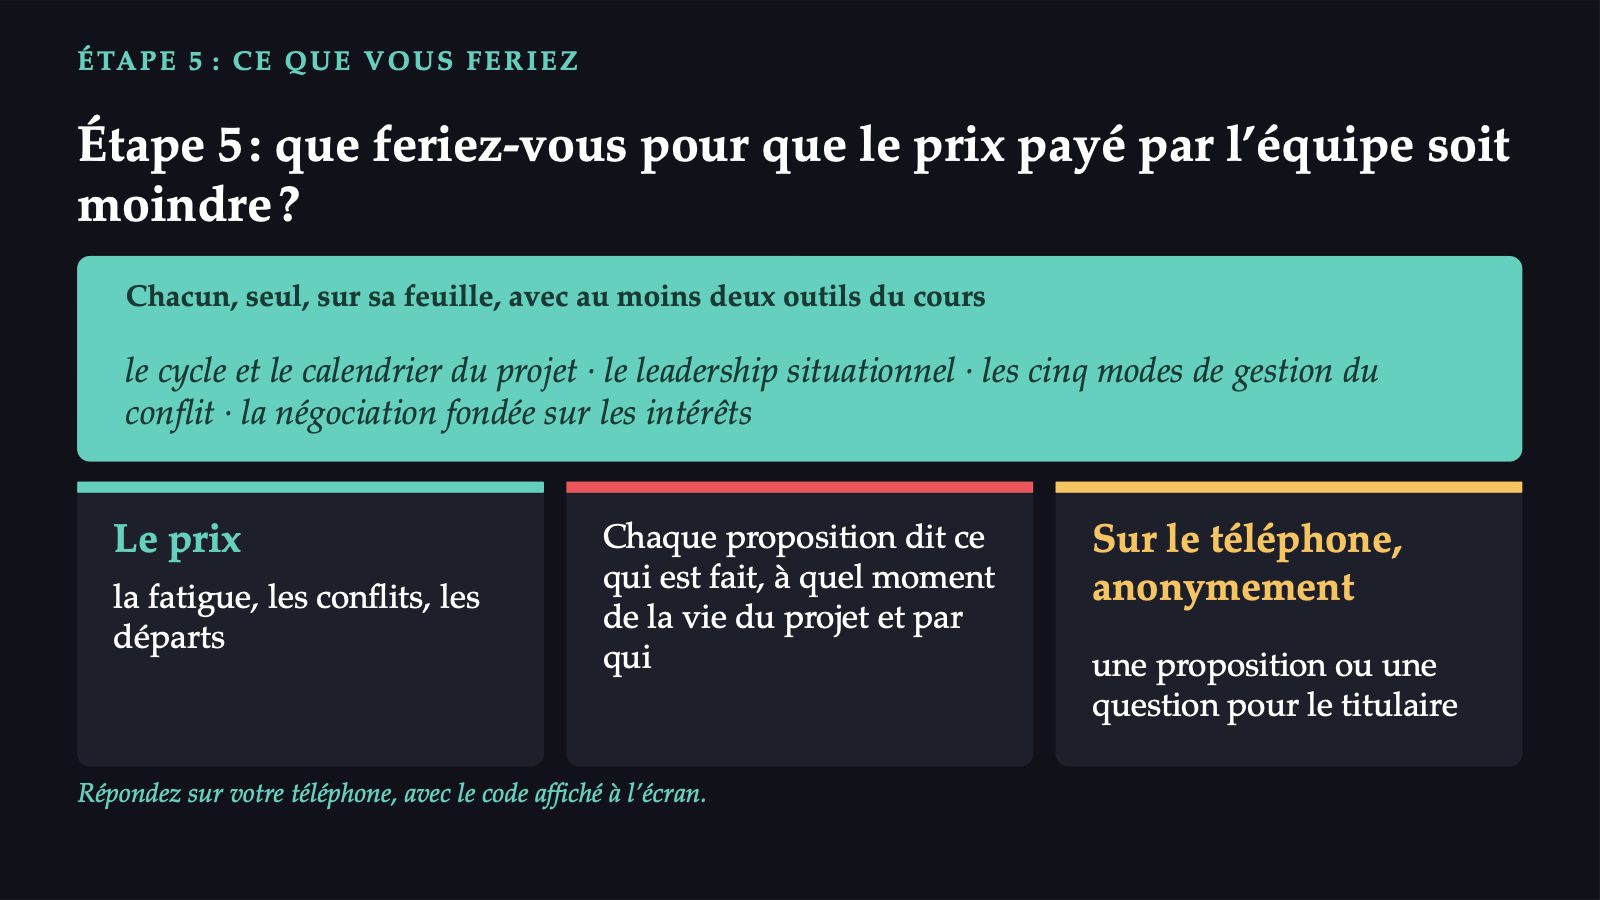 ÉTAPE 5 : CE QUE VOUS FERIEZ
Étape 5 : que feriez-vous pour que le prix payé par l’équipe soit
moindre ?
Chacun, seul, sur sa feuille, avec au moins deux outils du cours
le cycle et le calendrier du projet · le leadership situationnel · les cinq modes de gestion du
conflit · la négociation fondée sur les intérêts
Le prix
la fatigue, les conflits, les
départs
Chaque proposition dit ce
qui est fait, à quel moment
de la vie du projet et par
qui
Sur le téléphone,
anonymement
une proposition ou une
question pour le titulaire
Répondez sur votre téléphone, avec le code affiché à l’écran.